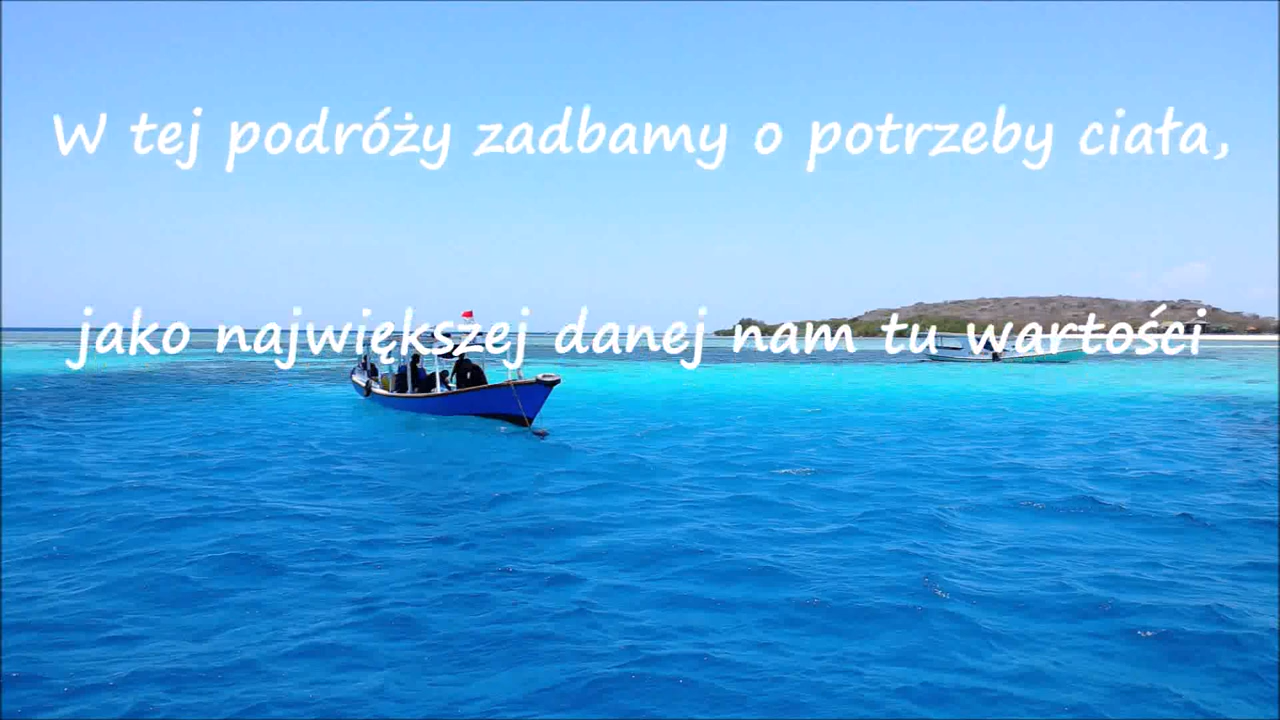 W tej podróży zadbamy o potrzeby ciała,
jako największej danej nam tu wartości